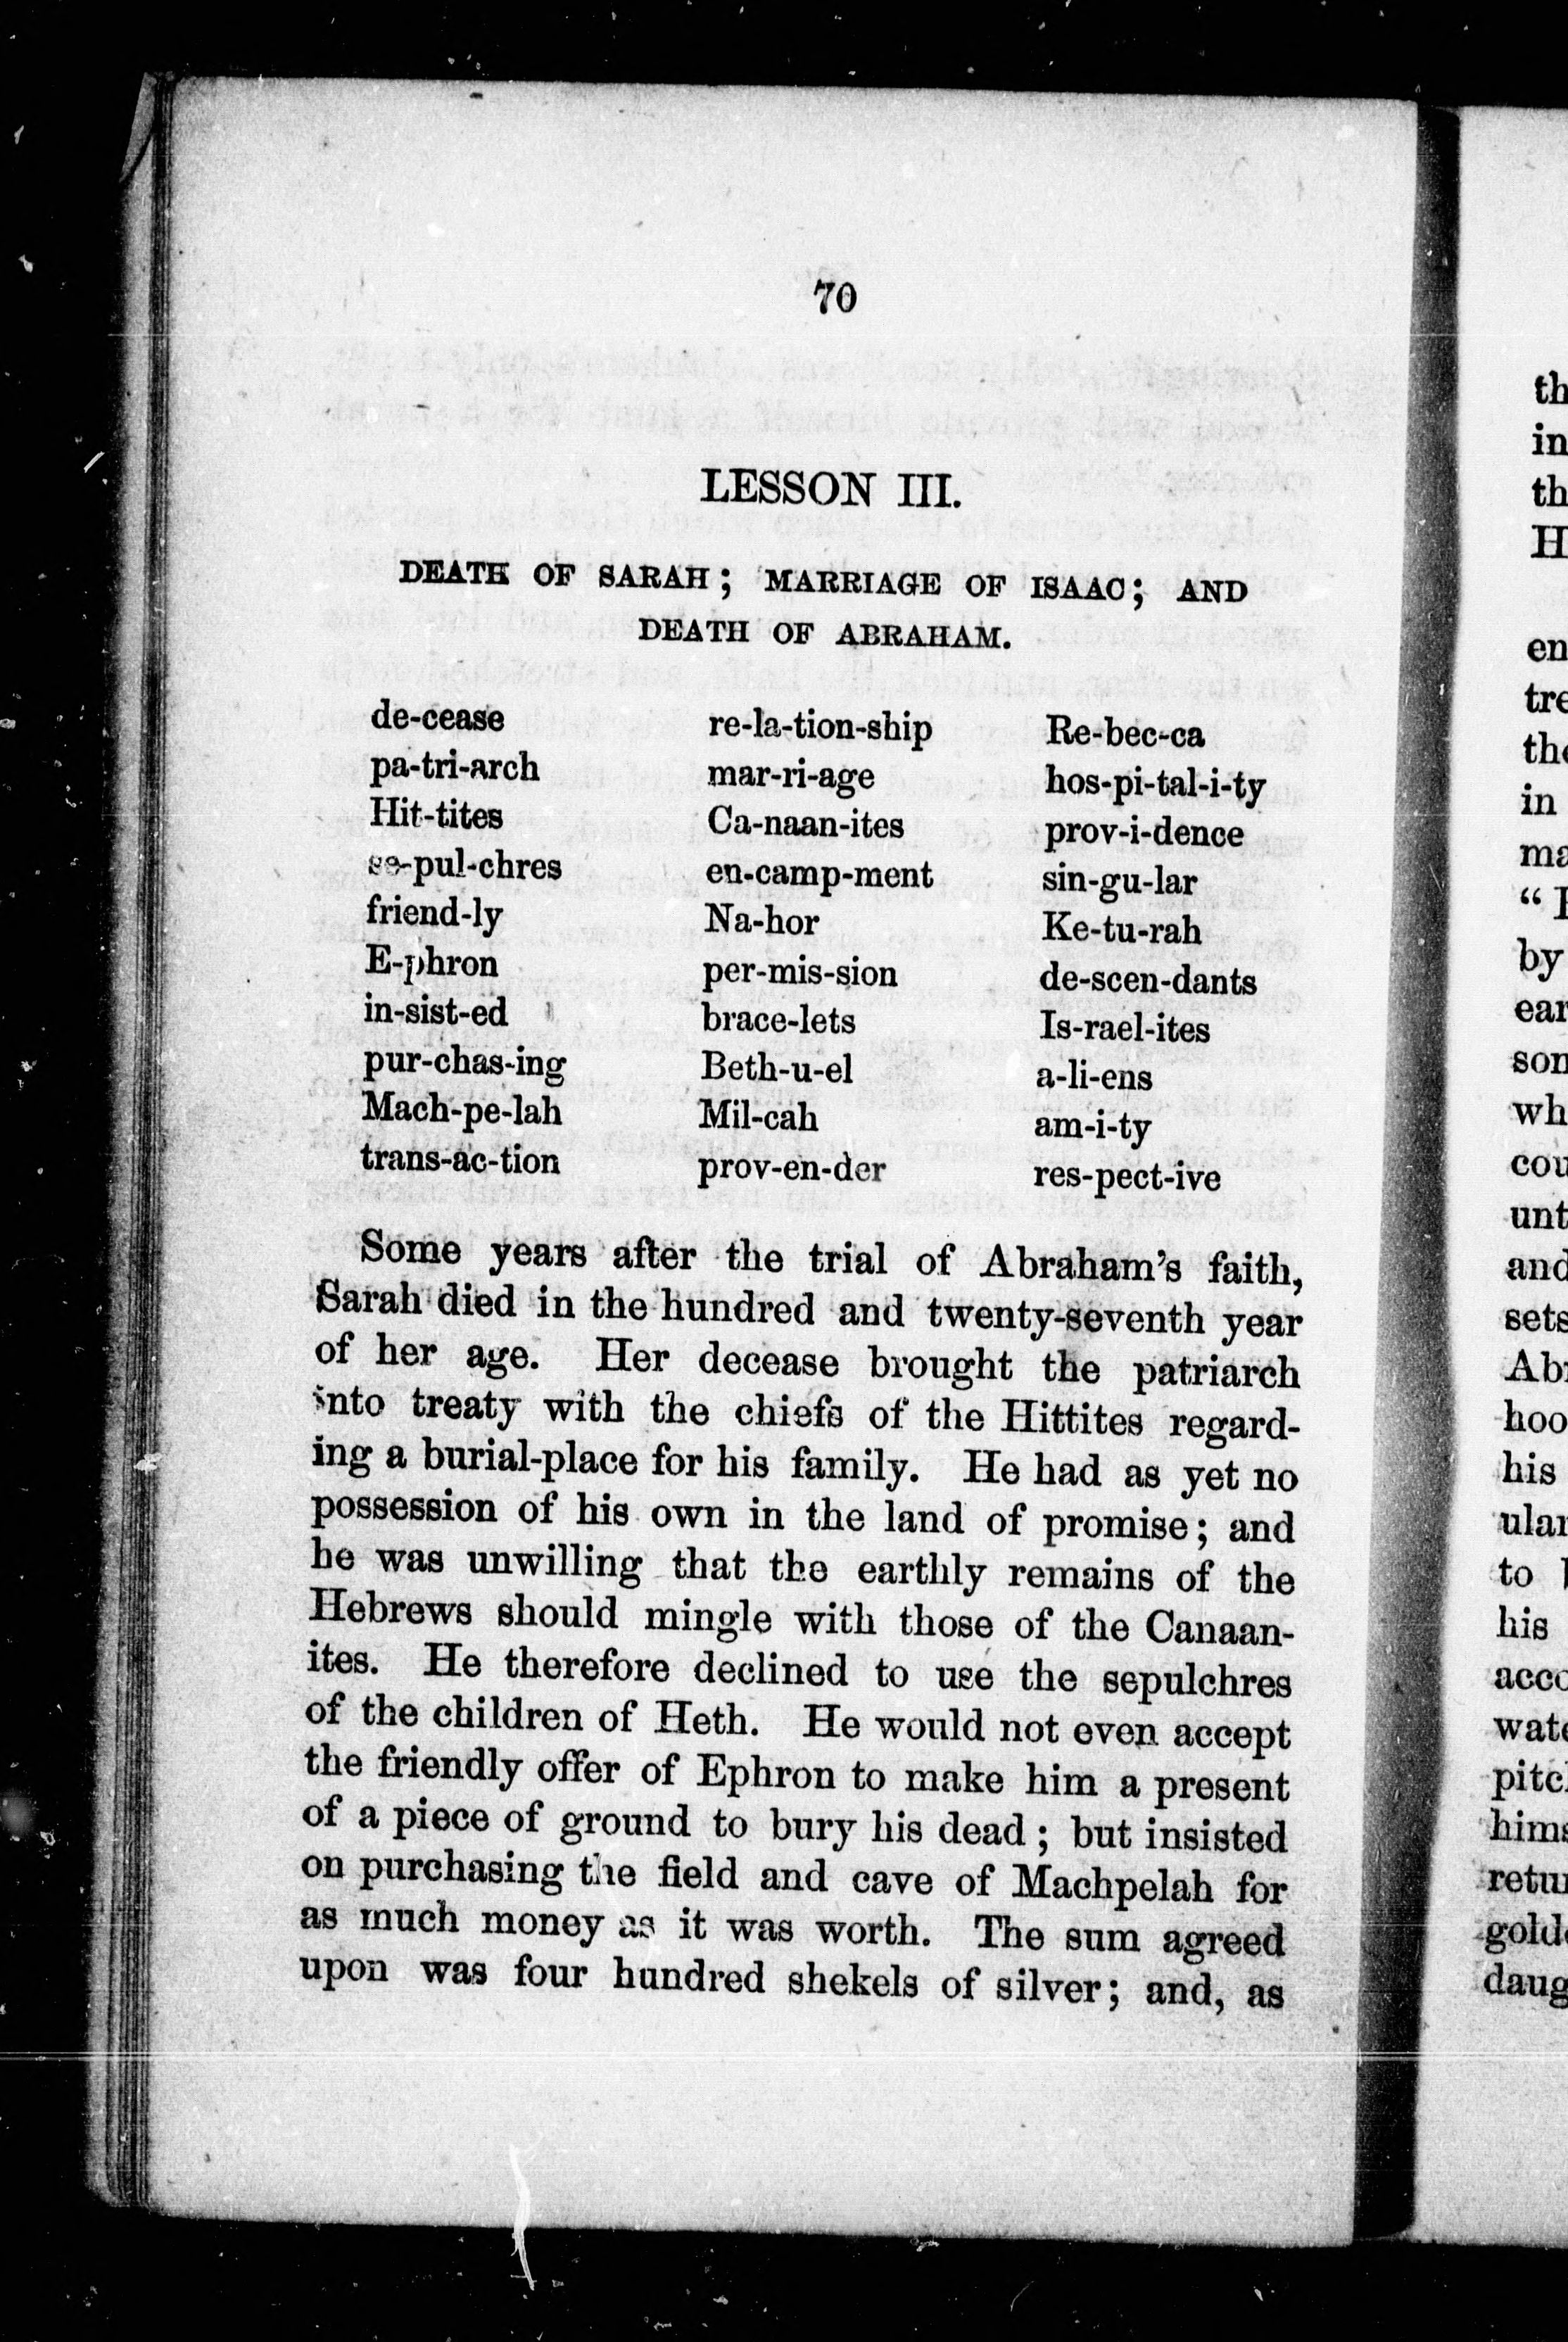 70
LESSON III.
DEATH OF SARAH; MARRIAGE OF ISAAC; AND
DEATH OF ABRAHAM.
de-cease re-la-tion-ship Re-bec-ca
pa-tri-arch mar-ri-age hos-pi-tal-i-ty
Hit-tites Ca-naan-ites prov-i-dence
se-pul-chres en-camp-ment sin-gu-lar
friend-ly Na-hor Ke-tu-rah
E-phron per-mis-sion de-scen-dants
in-sist-ed brace-lets Is-rael-ites
pur-chas-ing Beth-u-el a-li-ens
Mach-pe-lah Mil-cah am-i-ty
trans-ac-tion prov-en-der res-pect-ive
Some years after the trial of Abraham's faith,
Sarah died in the hundred and twenty-seventh year
of her age. Her decease brought the patriarch
into treaty with the chiefs of the Hittites regard-
ing a burial-place for his family. He had as yet no
possession of his own in the land of promise; and
he was unwilling that the earthly remains of the
Hebrews should mingle with those of the Canaan-
ites. He therefore declined to use the sepulchres
of the children of Heth. He would not even accept
the friendly offer of Ephron to make him a present
of a piece of ground to bury his dead; but insisted
on purchasing the field and cave of Machpelah for
as much money as it was worth. The sum agreed
upon was four hundred shekels of silver; and, as